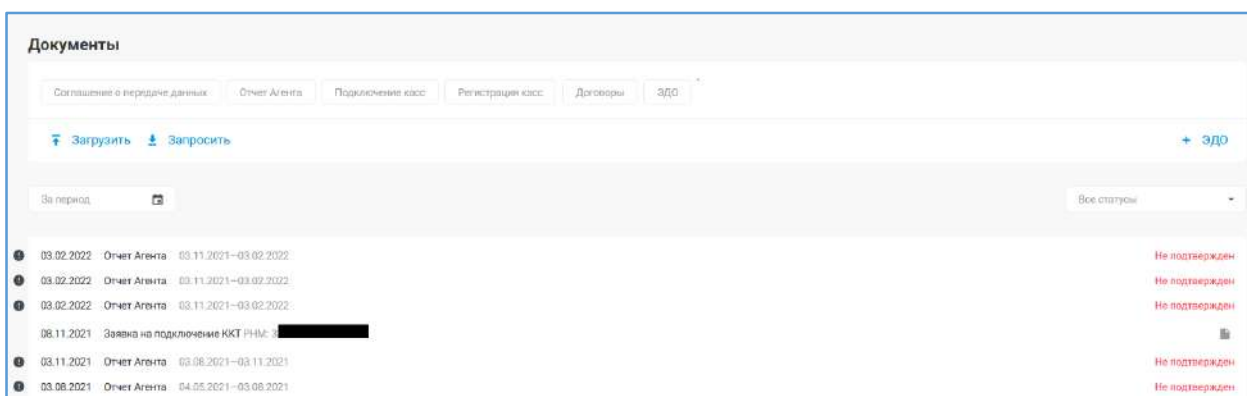 Документы
Соглашение о передаче данных Отчет Агента Подключение касс Регистрация касс Договоры ЭДО
Загрузить Запросить + ЭДО
За период Все статусы
03.02.2022 Отчет Агента 03.11.2021–03.02.2022
Не подтвержден
03.02.2022 Отчет Агента 03.11.2021–03.02.2022
Не подтвержден
03.02.2022 Отчет Агента 03.11.2021–03.02.2022
Не подтвержден
08.11.2021 Заявка на подключение ККТ РНМ:
03.11.2021 Отчет Агента 03.08.2021–03.11.2021
Не подтвержден
03.08.2021 Отчет Агента 04.05.2021–03.08.2021
Не подтвержден